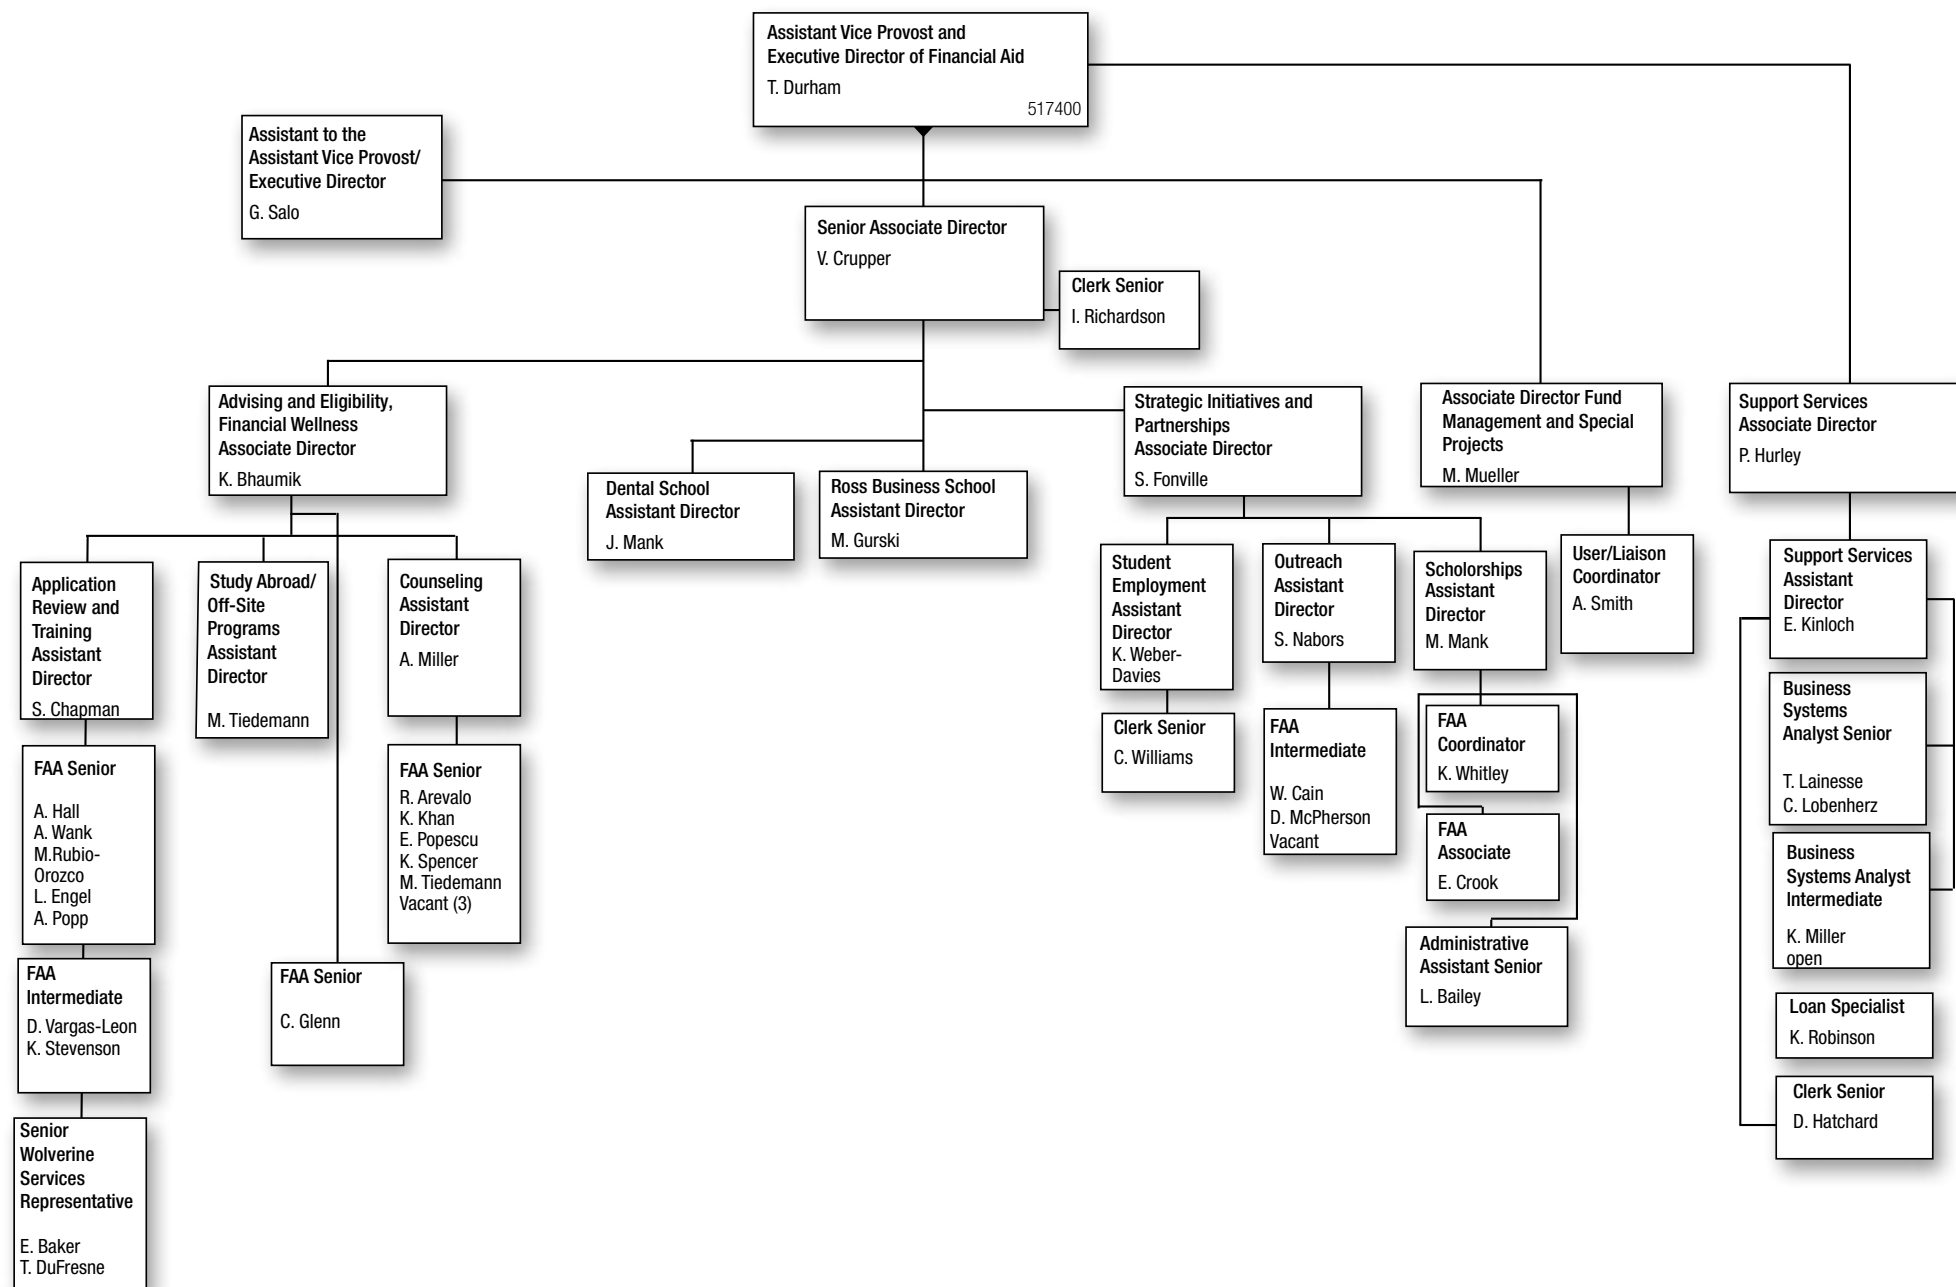 Assistant Vice Provost and
Executive Director of Financial Aid
T. Durham
517400
Assistant to the
Assistant Vice Provost/
Executive Director
G. Salo
Senior Associate Director
V. Crupper
Clerk Senior
I. Richardson
Advising and Eligibility,
Financial Wellness
Associate Director
K. Bhaumik
Dental School
Assistant Director
J. Mank
Ross Business School
Assistant Director
M. Gurski
Strategic Initiatives and
Partnerships
Associate Director
S. Fonville
Associate Director Fund
Management and Special
Projects
M. Mueller
Support Services
Associate Director
P. Hurley
Application
Review and
Training
Assistant
Director
S. Chapman
Study Abroad/
Off-Site
Programs
Assistant
Director
M. Tiedemann
Counseling
Assistant
Director
A. Miller
Student
Employment
Assistant
Director
K. Weber-
Davies
Outreach
Assistant
Director
S. Nabors
Scholorships
Assistant
Director
M. Mank
User/Liaison
Coordinator
A. Smith
Support Services
Assistant
Director
E. Kinloch
FAA Senior
A. Hall
A. Wank
M.Rubio-
Orozco
L. Engel
A. Popp
FAA Senior
R. Arevalo
K. Khan
E. Popescu
K. Spencer
M. Tiedemann
Vacant (3)
Clerk Senior
C. Williams
FAA
Intermediate
W. Cain
D. McPherson
Vacant
FAA
Coordinator
K. Whitley
FAA
Associate
E. Crook
Administrative
Assistant Senior
L. Bailey
Business
Systems
Analyst Senior
T. Lainesse
C. Lobenherz
Business
Systems Analyst
Intermediate
K. Miller
open
Loan Specialist
K. Robinson
Clerk Senior
D. Hatchard
FAA
Intermediate
D. Vargas-Leon
K. Stevenson
FAA Senior
C. Glenn
Senior
Wolverine
Services
Representative
E. Baker
T. DuFresne